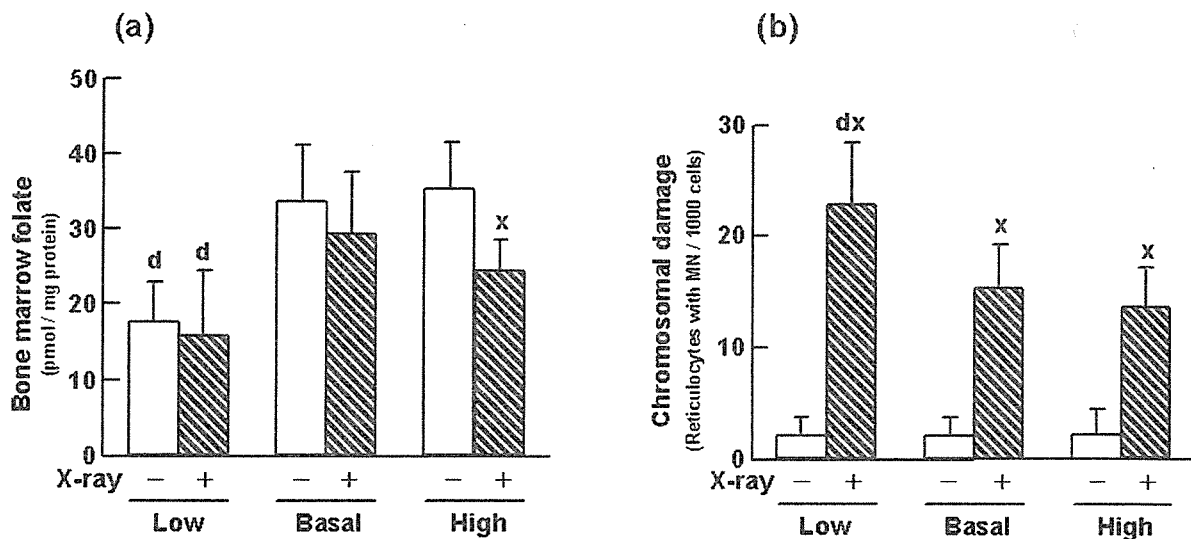 (a)
Bone marrow folate
(pmol / mg protein)
50
40
30
20
10
0
d
d
x
X-ray − + − + − +
Low Basal High
(b)
Chromosomal damage
(Reticulocytes with MN / 1000 cells)
30
20
10
0
dx
x
x
X-ray − + − + − +
Low Basal High